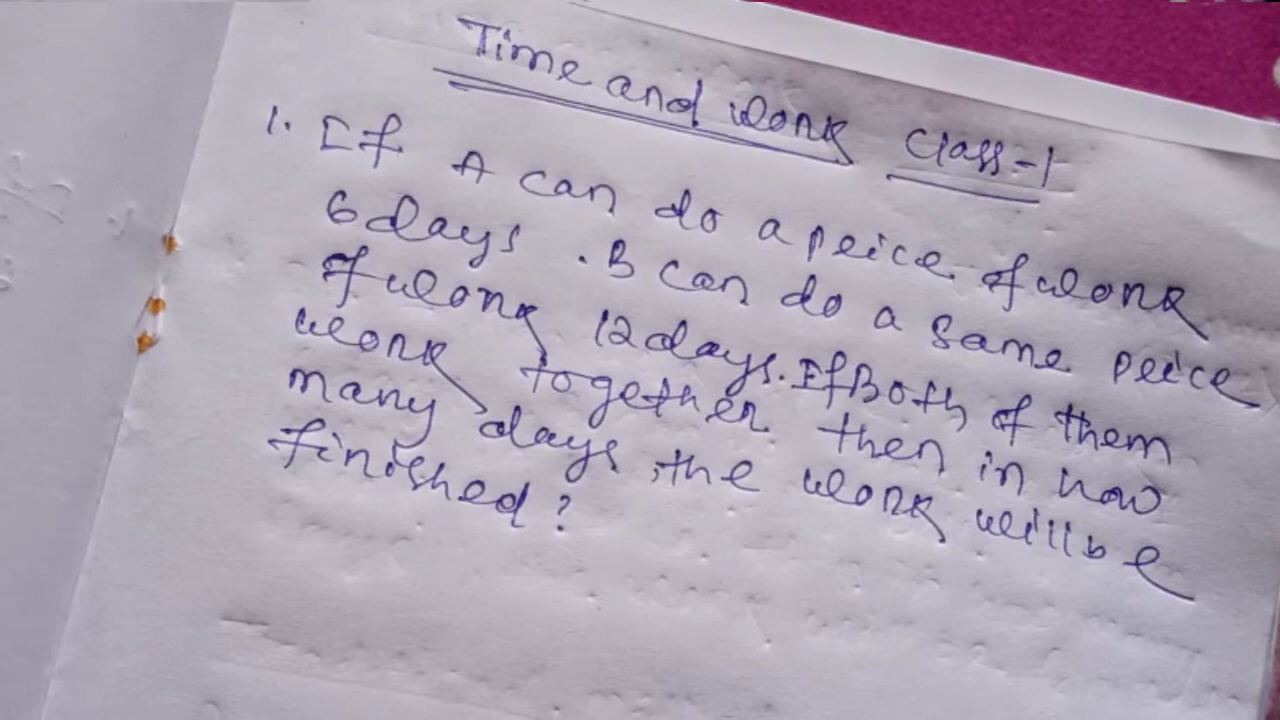 Time and work Class-1
1. If A can do a peice of work
6 days. B can do a same peice
of work 12 days. If Both of them
work together then in how
many days, the work will be
finished?